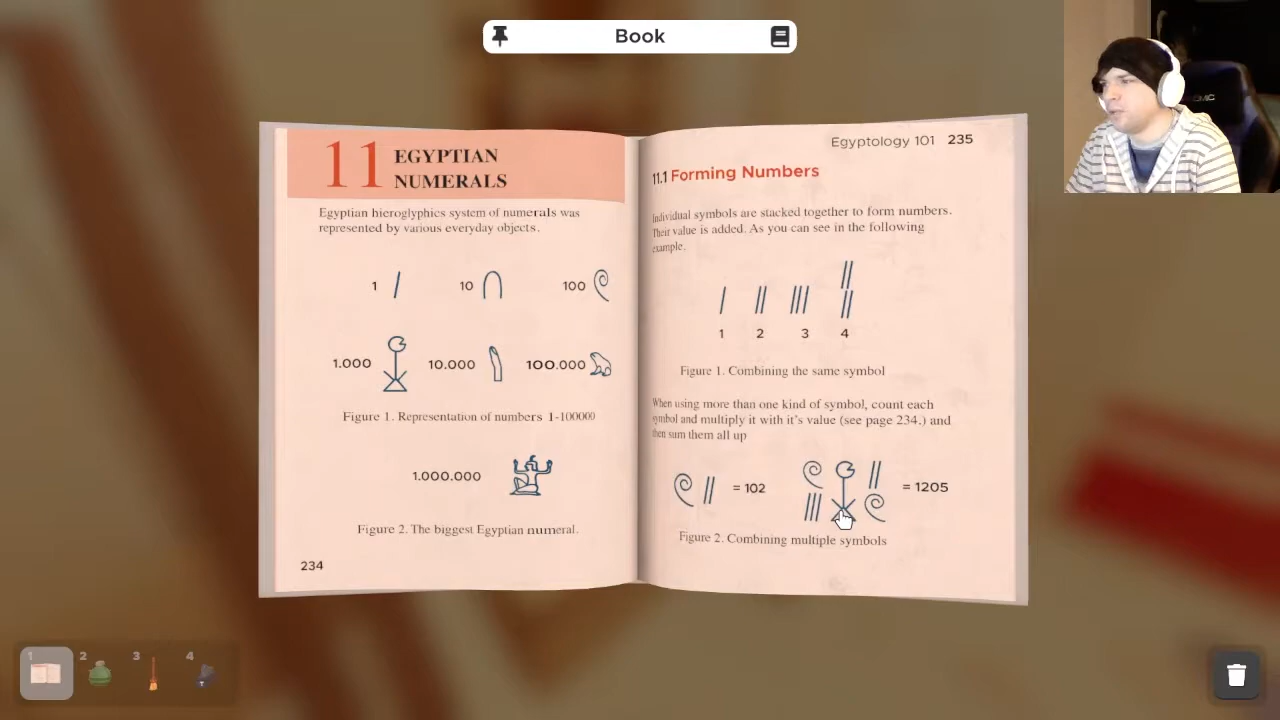 Book
11 EGYPTIAN
NUMERALS
Egyptian hieroglyphics system of numerals was
represented by various everyday objects.
1
10
100
1.000
10.000
100.000
Figure 1. Representation of numbers 1-100000
1.000.000
Figure 2. The biggest Egyptian numeral.
234
Egyptology 101 235
11.1 Forming Numbers
Individual symbols are stacked together to form numbers.
Their value is added. As you can see in the following
example.
1 2 3 4
Figure 1. Combining the same symbol
When using more than one kind of symbol, count each
symbol and multiply it with it's value (see page 234.) and
then sum them all up
= 102
= 1205
Figure 2. Combining multiple symbols
1 2 3 4